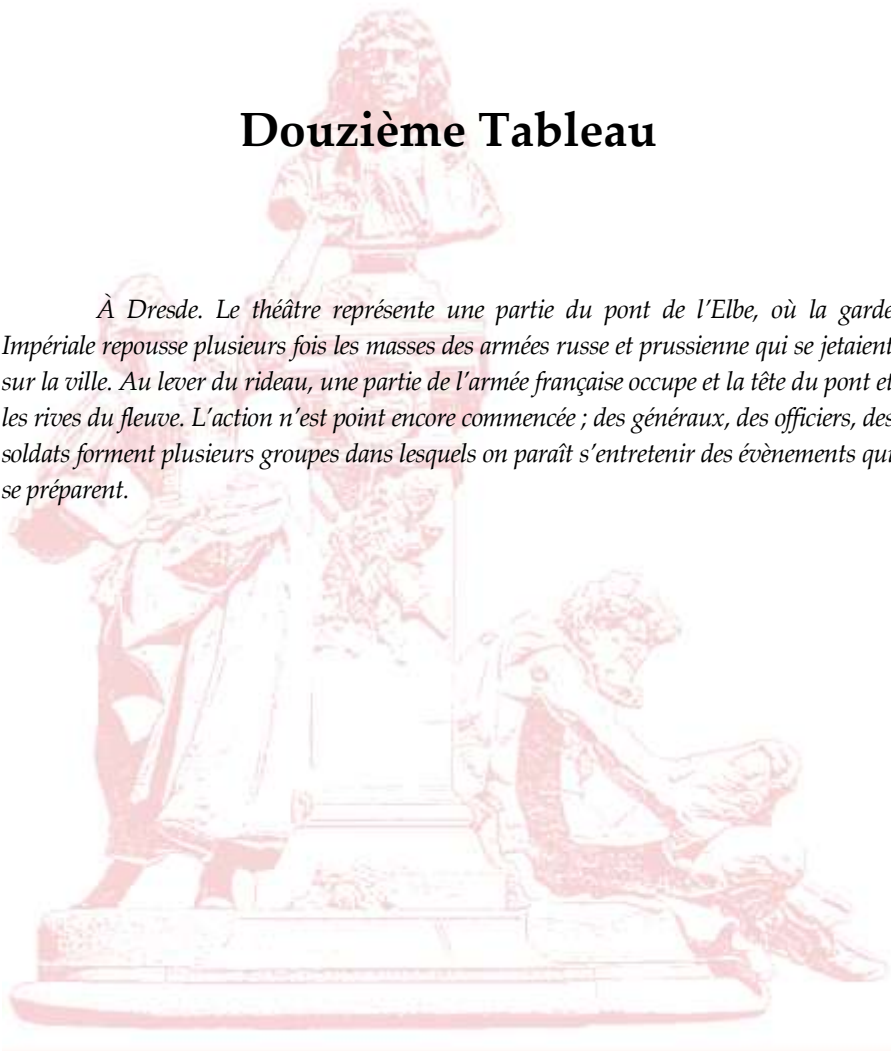 Douzième Tableau
À Dresde. Le théâtre représente une partie du pont de l’Elbe, où la garde
Impériale repousse plusieurs fois les masses des armées russe et prussienne qui se jetaient
sur la ville. Au lever du rideau, une partie de l’armée française occupe et la tête du pont et
les rives du fleuve. L’action n’est point encore commencée ; des généraux, des officiers, des
soldats forment plusieurs groupes dans lesquels on paraît s’entretenir des évènements qui
se préparent.